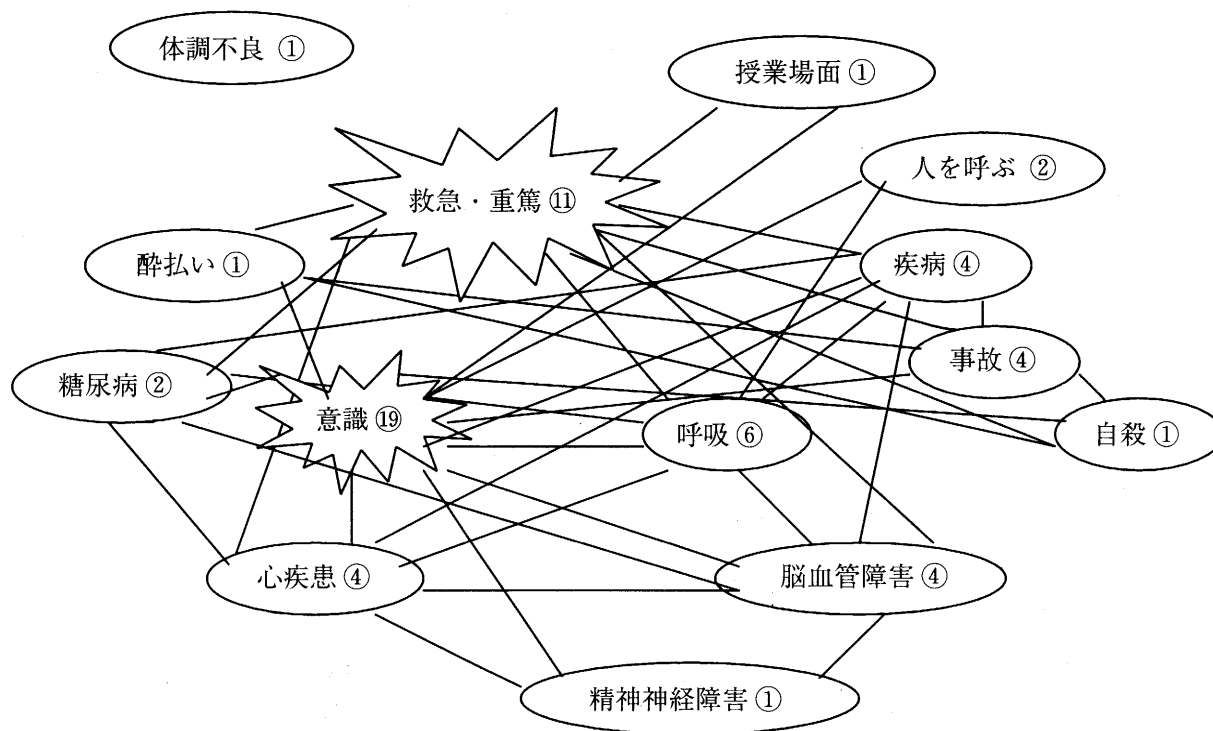 体調不良 ①
授業場面 ①
人を呼ぶ ②
救急・重篤 ⑪
酔払い ①
疾病 ④
事故 ④
糖尿病 ②
意識 ⑲
呼吸 ⑥
自殺 ①
心疾患 ④
脳血管障害 ④
精神神経障害 ①